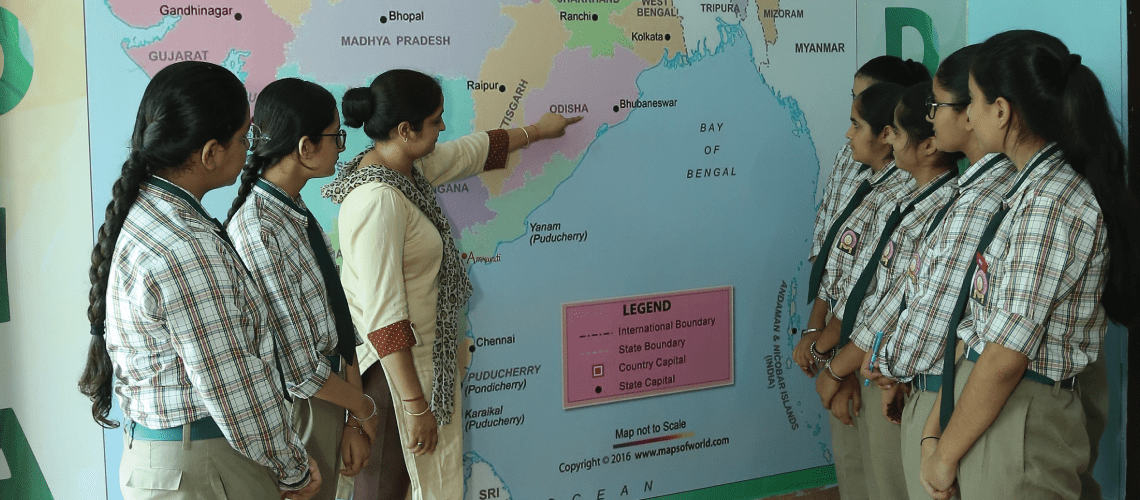 Gandhinagar
Bhopal
Ranchi
WEST
BENGAL
TRIPURA
MIZORAM
Kolkata
MYANMAR
D
MADHYA PRADESH
GUJARAT
Raipur
ODISHA
Bhubaneswar
BAY
OF
BENGAL
Yanam
(Puducherry)
Chennai
PUDUCHERRY
(Pondicherry)
Karaikal
(Puducherry)
LEGEND
International Boundary
State Boundary
Country Capital
State Capital
ANDAMAN & NICOBAR ISLANDS
(INDIA)
Map not to Scale
Copyright © 2016 www.mapsofworld.com
SRI
OCEAN